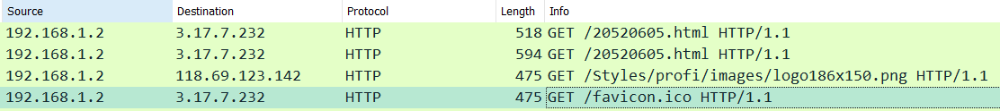 Source Destination Protocol Length Info
192.168.1.2 3.17.7.232 HTTP 518 GET /20520605.html HTTP/1.1
192.168.1.2 3.17.7.232 HTTP 594 GET /20520605.html HTTP/1.1
192.168.1.2 118.69.123.142 HTTP 475 GET /Styles/profi/images/logo186x150.png HTTP/1.1
192.168.1.2 3.17.7.232 HTTP 475 GET /favicon.ico HTTP/1.1